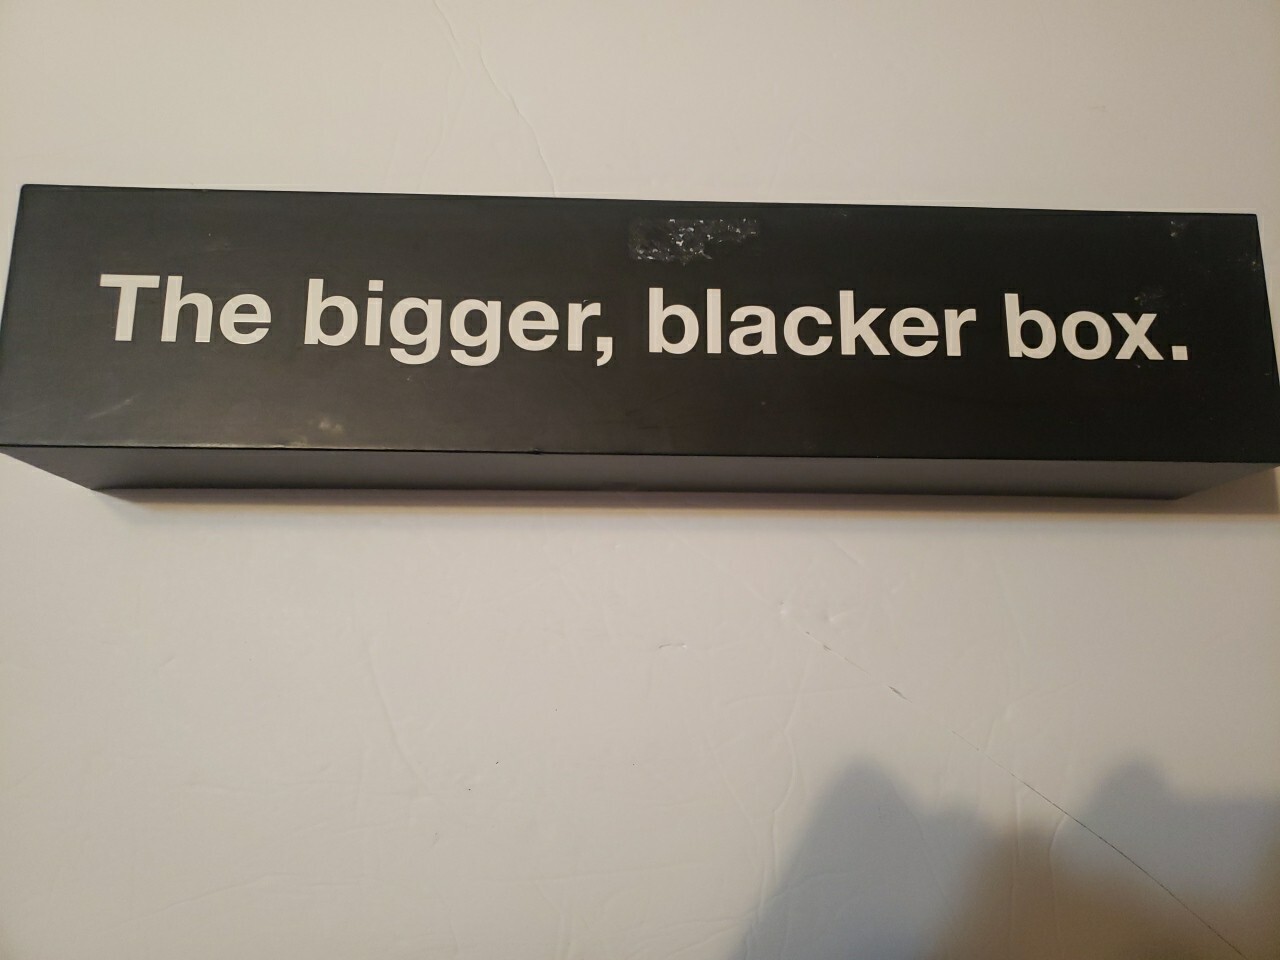 The bigger, blacker box.